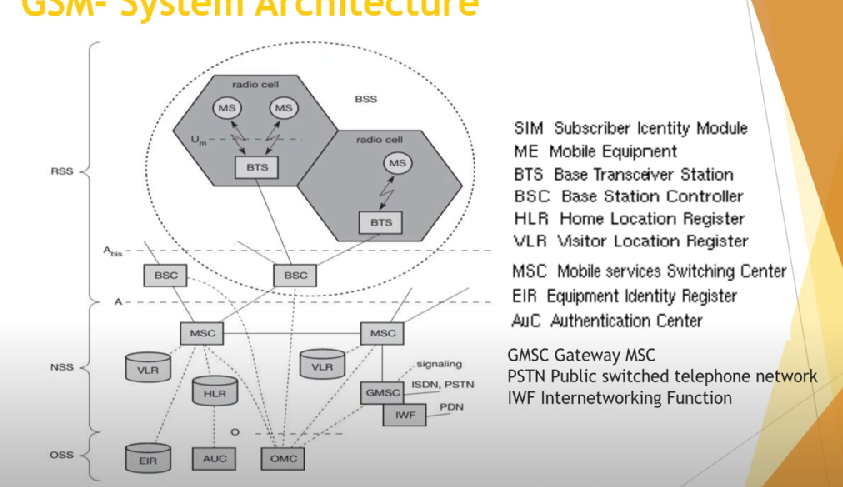 GSM- System Architecture
radio cell
MS
MS
BSS
Um
radio cell
BTS
MS
RSS
BTS
Abis
BSC
BSC
A
MSC
MSC
VLR
VLR
signaling
NSS
HLR
GMSC
ISDN, PSTN
IWF
PDN
O
OSS
EIR
AUC
OMC
SIM Subscriber Icentity Module
ME Mobile Equipment
BTS Base Transceiver Station
BSC Base Station Controller
HLR Home Location Register
VLR Visitor Location Register
MSC Mobile services Switching Center
EIR Equipment Identity Register
AuC Authentication Center
GMSC Gateway MSC
PSTN Public switched telephone network
IWF Internetworking Function